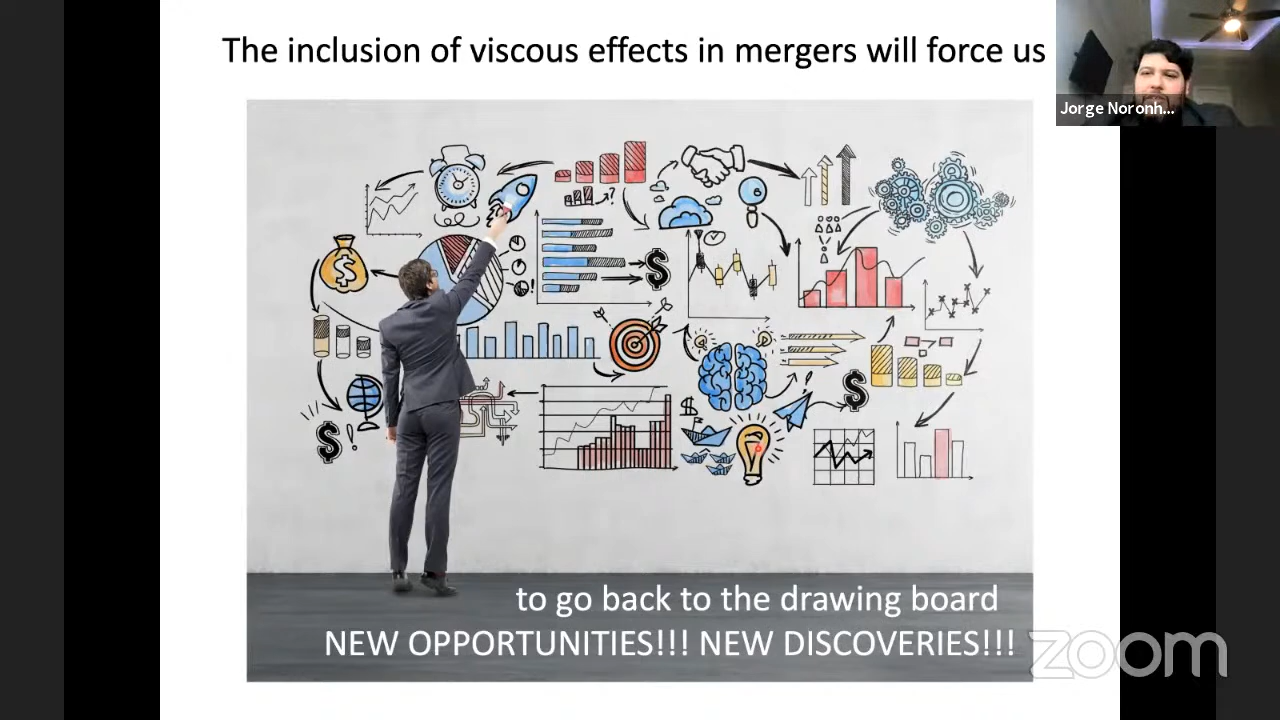 The inclusion of viscous effects in mergers will force us
Jorge Noronh...
to go back to the drawing board
NEW OPPORTUNITIES!!! NEW DISCOVERIES!!!
zoom